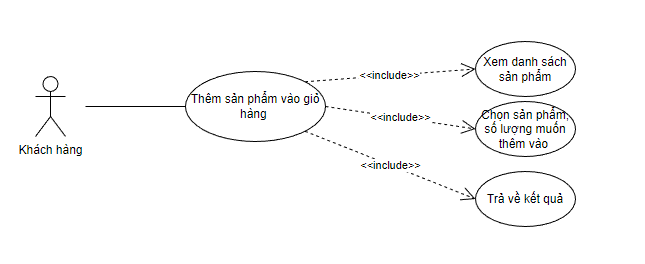 Xem danh sách
sản phẩm
<<include>>
Thêm sản phẩm vào giỏ
hàng
<<include>>
Chọn sản phẩm,
số lượng muốn
thêm vào
Khách hàng
<<include>>
Trả về kết quả